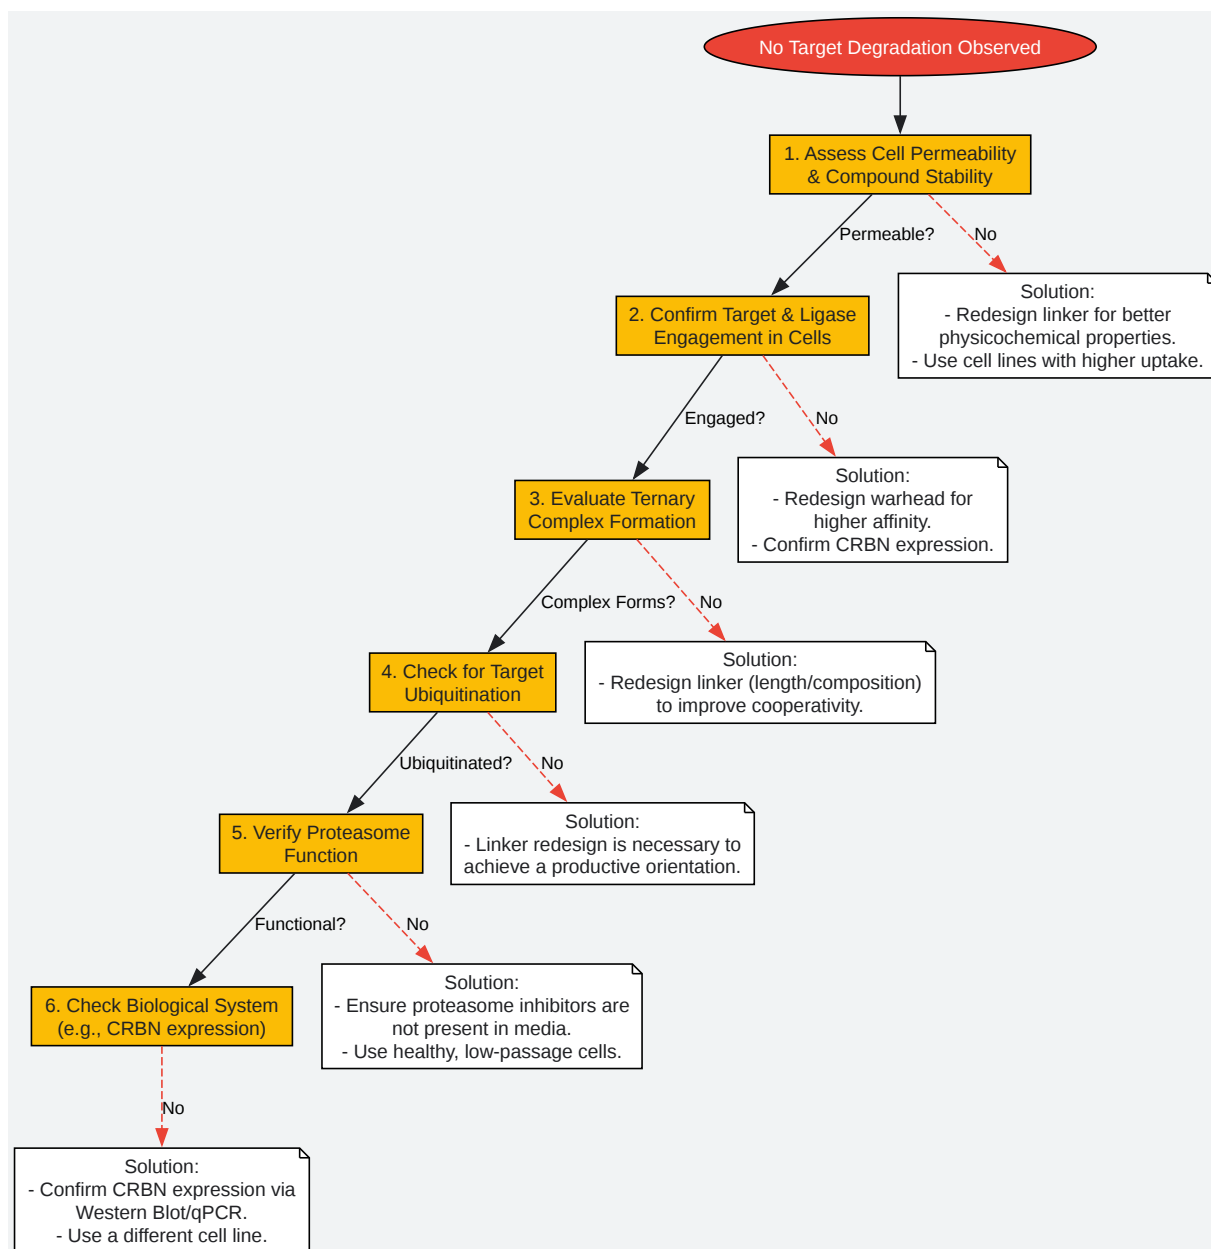 No Target Degradation Observed
1. Assess Cell Permeability
& Compound Stability
Permeable?
No
Solution:
- Redesign linker for better
physicochemical properties.
- Use cell lines with higher uptake.
2. Confirm Target & Ligase
Engagement in Cells
Engaged?
No
Solution:
- Redesign warhead for
higher affinity.
- Confirm CRBN expression.
3. Evaluate Ternary
Complex Formation
Complex Forms?
No
Solution:
- Redesign linker (length/composition)
to improve cooperativity.
4. Check for Target
Ubiquitination
Ubiquitinated?
No
Solution:
- Linker redesign is necessary to
achieve a productive orientation.
5. Verify Proteasome
Function
Functional?
No
Solution:
- Ensure proteasome inhibitors are
not present in media.
- Use healthy, low-passage cells.
6. Check Biological System
(e.g., CRBN expression)
No
Solution:
- Confirm CRBN expression via
Western Blot/qPCR.
- Use a different cell line.